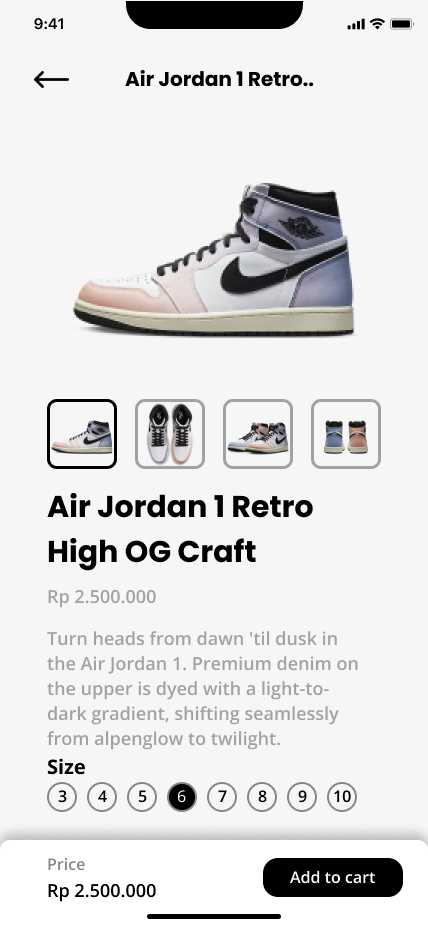 9:41
Air Jordan 1 Retro..
Air Jordan 1 Retro
High OG Craft
Rp 2.500.000
Turn heads from dawn 'til dusk in
the Air Jordan 1. Premium denim on
the upper is dyed with a light-to-
dark gradient, shifting seamlessly
from alpenglow to twilight.
Size
3 4 5 6 7 8 9 10
Price
Rp 2.500.000
Add to cart